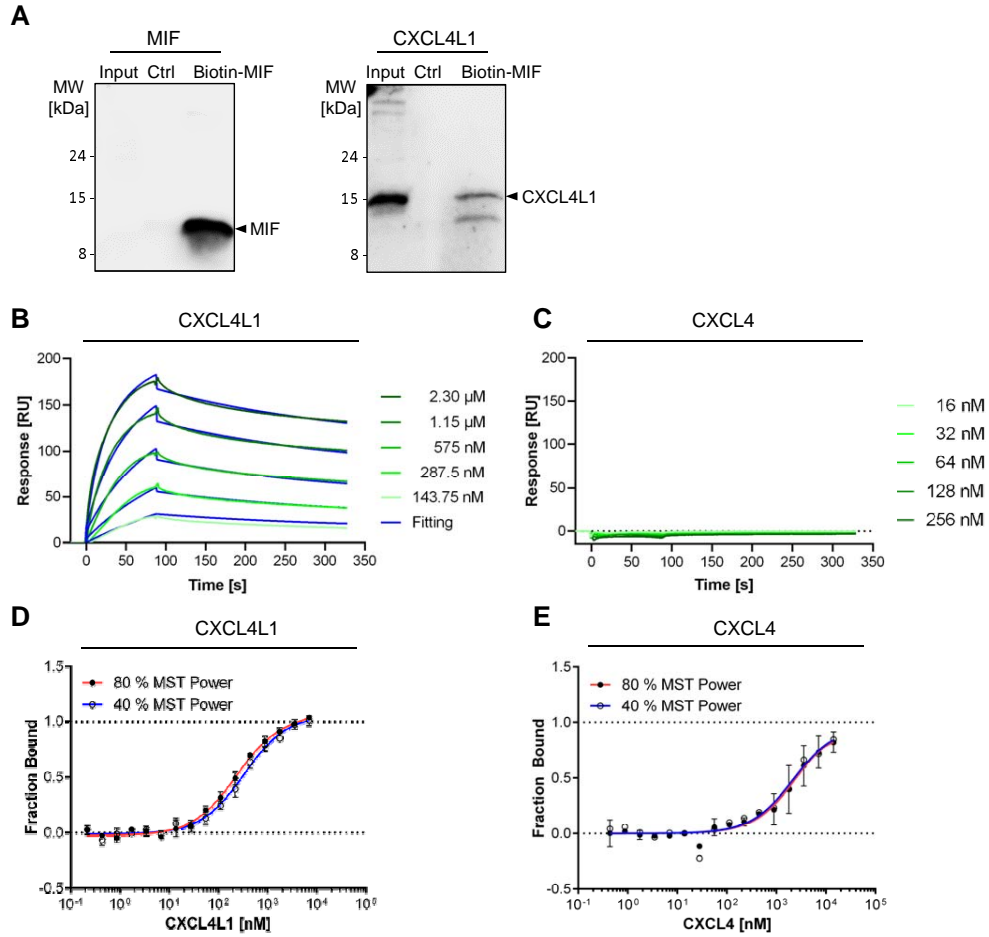 A
MIF
CXCL4L1
Input Ctrl Biotin-MIF
Input Ctrl Biotin-MIF
MW
[kDa]
24
15
8
MIF
MW
[kDa]
24
15
8
CXCL4L1
B
CXCL4L1
Response [RU]
200
150
100
50
0
0 50 100 150 200 250 300 350
Time [s]
2.30 µM
1.15 µM
575 nM
287.5 nM
143.75 nM
Fitting
C
CXCL4
Response [RU]
200
150
100
50
0
0 50 100 150 200 250 300 350
Time [s]
16 nM
32 nM
64 nM
128 nM
256 nM
D
CXCL4L1
Fraction Bound
1.5
1.0
0.5
0.0
-0.5
80 % MST Power
40 % MST Power
10⁻¹ 10⁰ 10¹ 10² 10³ 10⁴
CXCL4L1 [nM]
E
CXCL4
Fraction Bound
1.5
1.0
0.5
0.0
-0.5
80 % MST Power
40 % MST Power
10⁻¹ 10⁰ 10¹ 10² 10³ 10⁴ 10⁵
CXCL4 [nM]